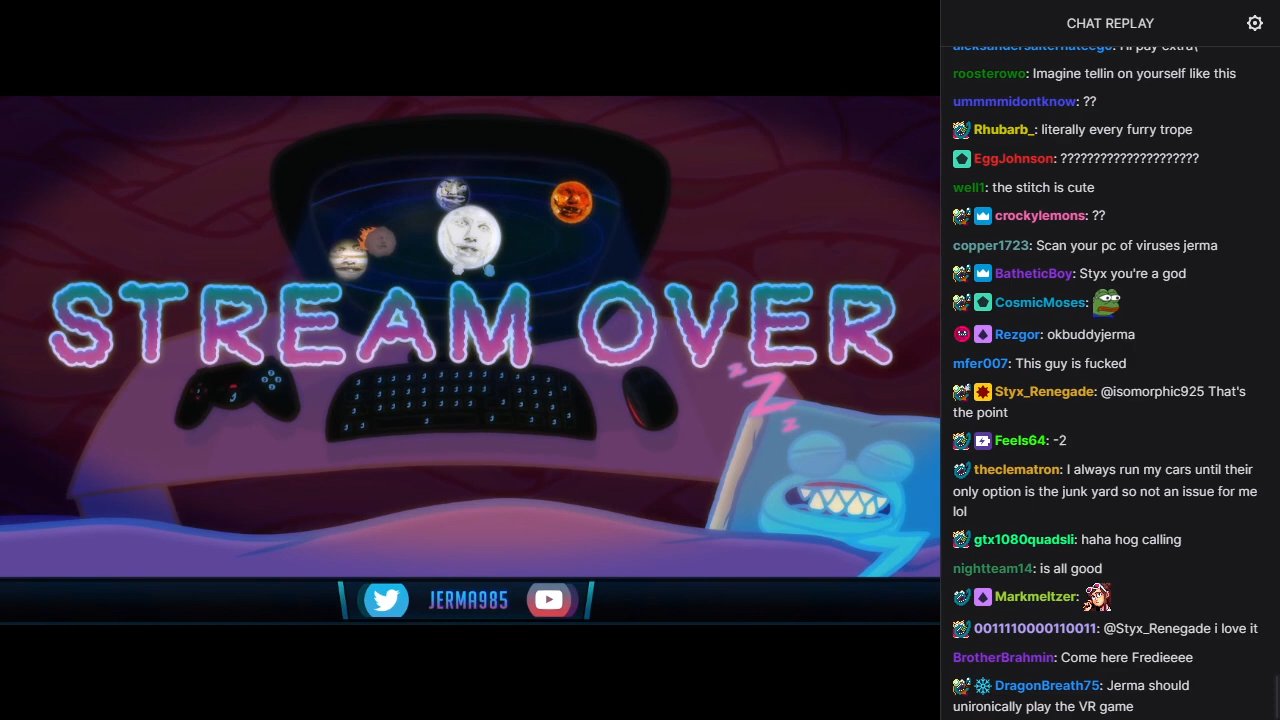 STREAM OVER
z
Z
z
JERMA985
CHAT REPLAY
aleksandersalternateego: I'll pay extra(
roosterowo: Imagine tellin on yourself like this
ummmmidontknow: ??
Rhubarb_: literally every furry trope
EggJohnson: ?????????????????????
well1: the stitch is cute
crockylemons: ??
copper1723: Scan your pc of viruses jerma
BatheticBoy: Styx you're a god
CosmicMoses:
Rezgor: okbuddyjerma
mfer007: This guy is fucked
Styx_Renegade: @isomorphic925 That's
the point
Feels64: -2
theclematron: I always run my cars until their
only option is the junk yard so not an issue for me
lol
gtx1080quadsli: haha hog calling
nightteam14: is all good
Markmeltzer:
0011110000110011: @Styx_Renegade i love it
BrotherBrahmin: Come here Fredieeee
DragonBreath75: Jerma should
unironically play the VR game